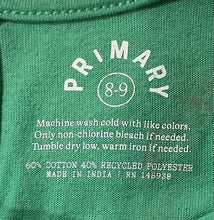 PRIMARY
8-9
Machine wash cold with like colors.
Only non-chlorine bleach if needed.
Tumble dry low, warm iron if needed.
60% COTTON 40% RECYCLED POLYESTER
MADE IN INDIA RN 145939